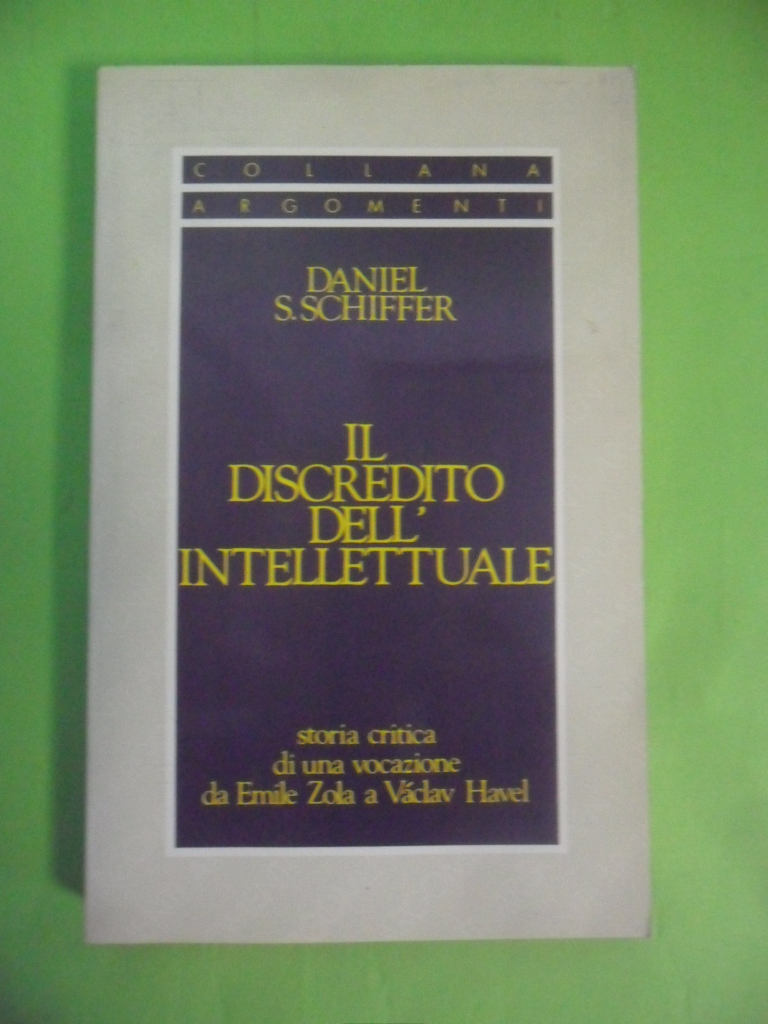 COLLANA
ARGOMENTI
DANIEL
S. SCHIFFER
IL
DISCREDITO
DELL'
INTELLETTUALE
storia critica
di una vocazione
da Emile Zola a Václav Havel